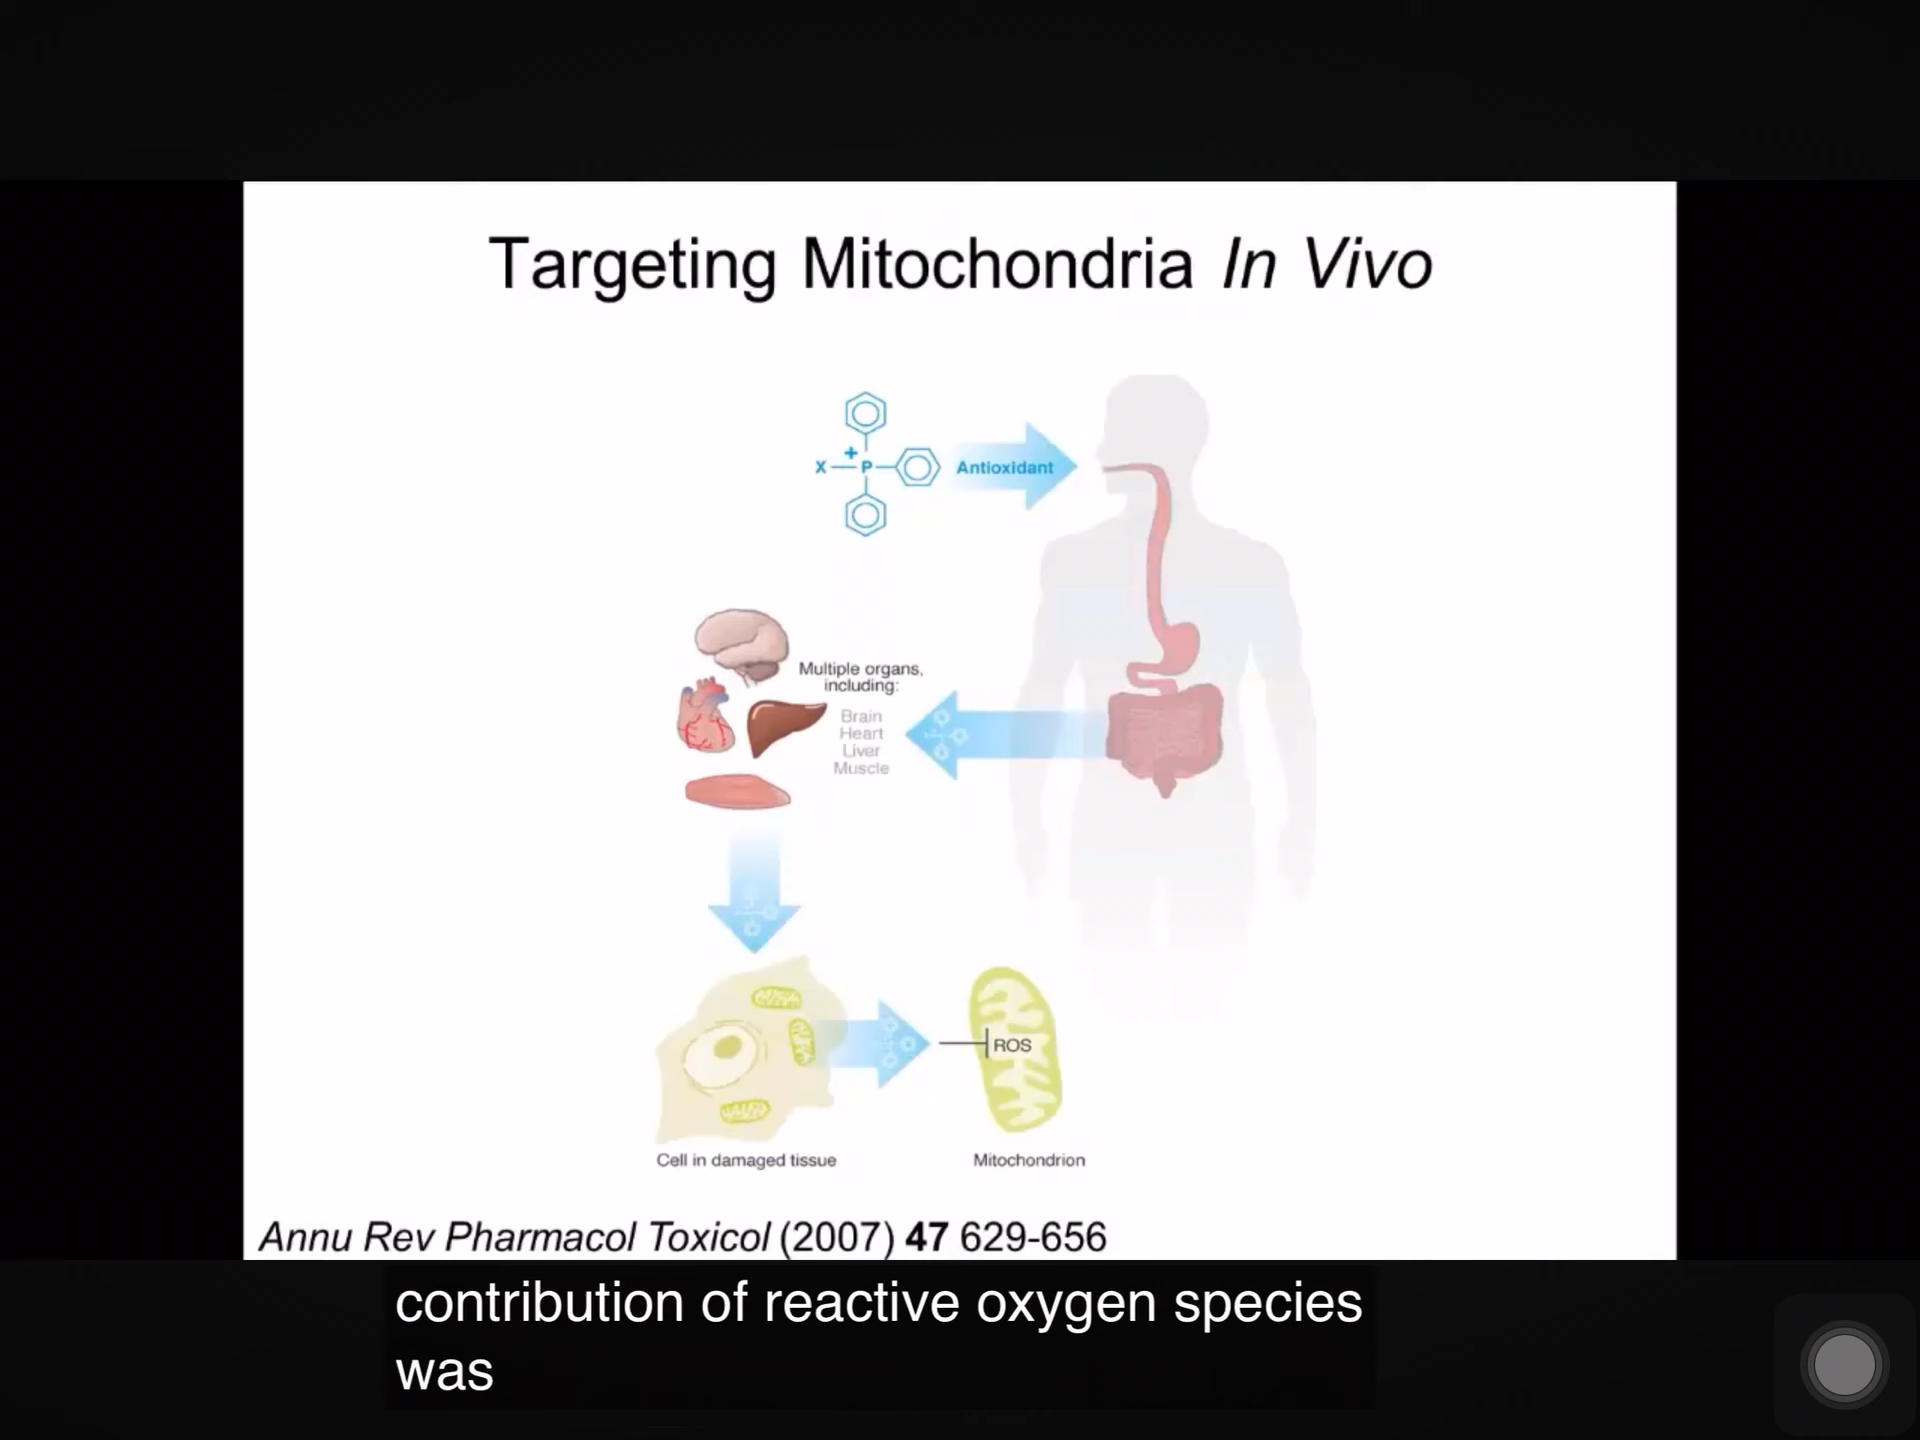 Targeting Mitochondria In Vivo
X
+
P
Antioxidant
Multiple organs,
including:
Brain
Heart
Liver
Muscle
ROS
Cell in damaged tissue
Mitochondrion
Annu Rev Pharmacol Toxicol (2007) 47 629-656
contribution of reactive oxygen species
was